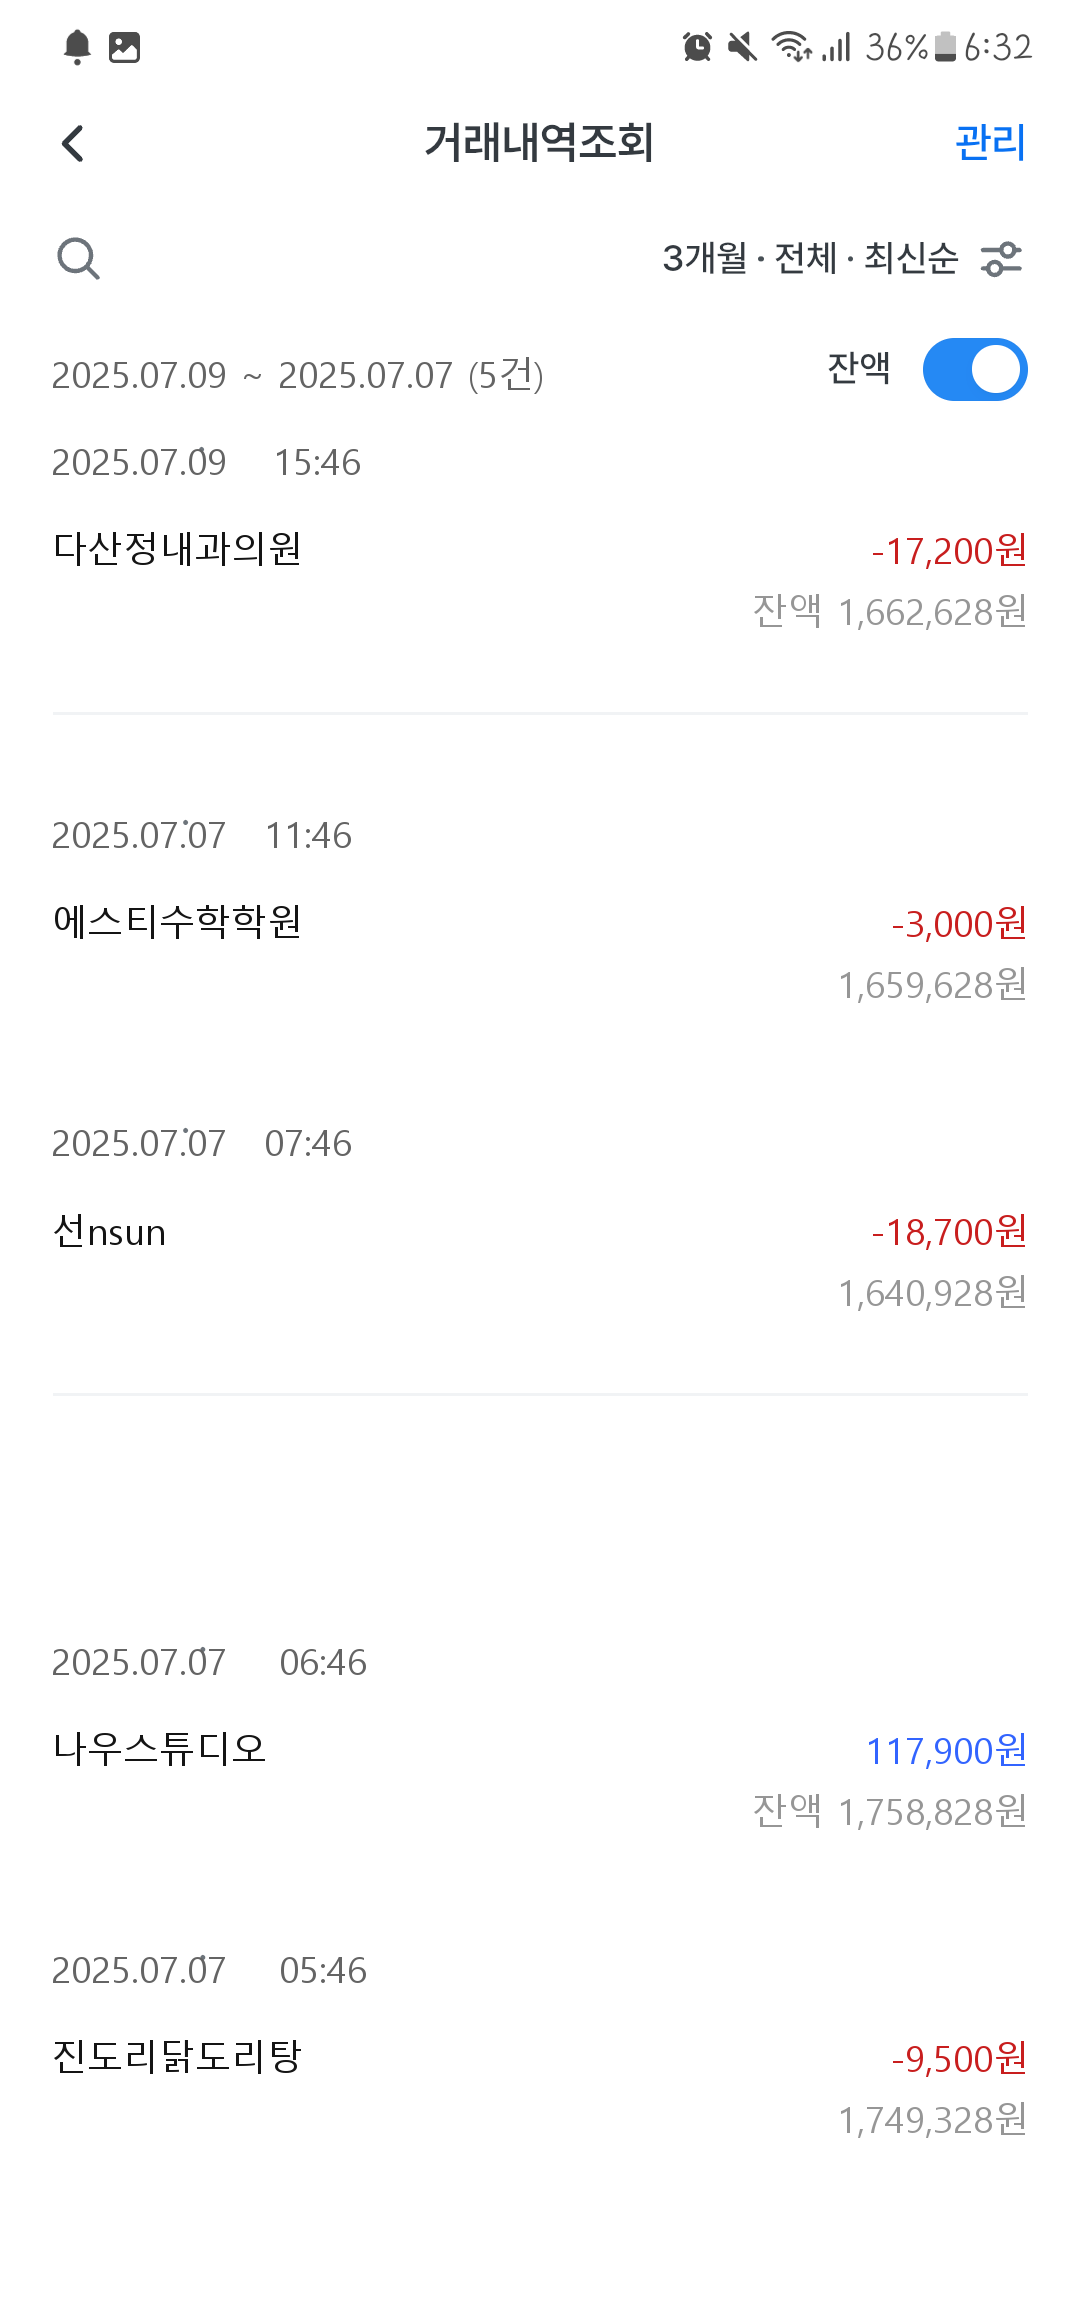 36% 6:32
거래내역조회 관리
3개월 · 전체 · 최신순
2025.07.09 ~ 2025.07.07 (5건) 잔액
2025.07.09 15:46
다산정내과의원 -17,200원
잔액 1,662,628원
2025.07.07 11:46
에스티수학학원 -3,000원
1,659,628원
2025.07.07 07:46
선nsun -18,700원
1,640,928원
2025.07.07 06:46
나우스튜디오 117,900원
잔액 1,758,828원
2025.07.07 05:46
진도리닭도리탕 -9,500원
1,749,328원